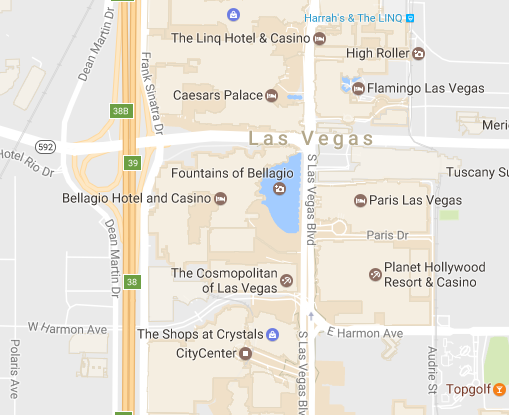 Harrah's & The LINQ
The Linq Hotel & Casino
High Roller
Dean Martin Dr
Frank Sinatra Dr
Caesars Palace
Flamingo Las Vegas
38B
Las Vegas
Meri
592
Hotel Rio Dr
39
Fountains of Bellagio
Tuscany Su
Bellagio Hotel and Casino
S Las Vegas Blvd
Paris Las Vegas
Dean Martin Dr
Paris Dr
The Cosmopolitan
of Las Vegas
Planet Hollywood
Resort & Casino
38
W Harmon Ave
The Shops at Crystals
E Harmon Ave
CityCenter
S Las Vegas Blvd
Polaris Ave
Audrie St
Topgolf